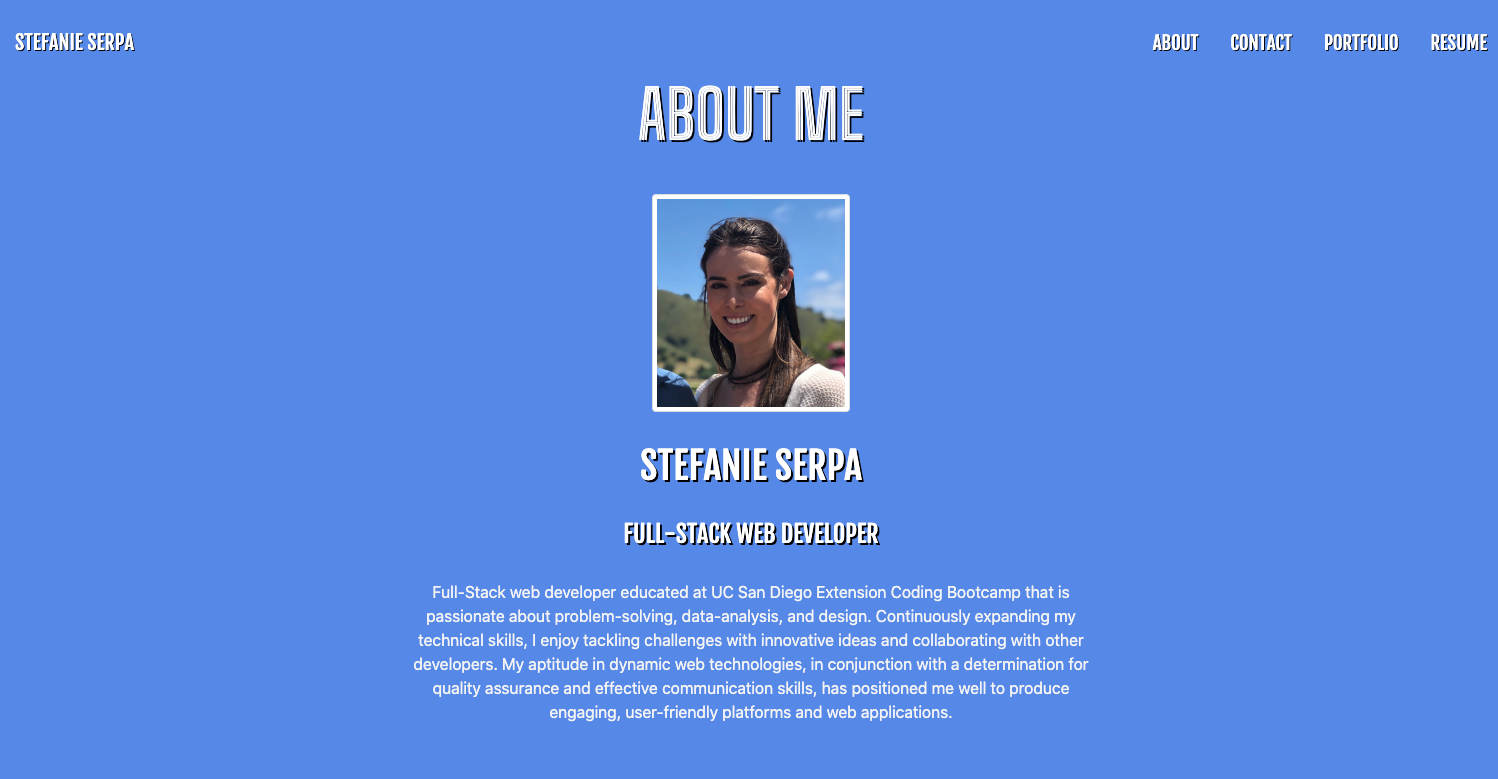 STEFANIE SERPA
ABOUT CONTACT PORTFOLIO RESUME
ABOUT ME
STEFANIE SERPA
FULL-STACK WEB DEVELOPER
Full-Stack web developer educated at UC San Diego Extension Coding Bootcamp that is
passionate about problem-solving, data-analysis, and design. Continuously expanding my
technical skills, I enjoy tackling challenges with innovative ideas and collaborating with other
developers. My aptitude in dynamic web technologies, in conjunction with a determination for
quality assurance and effective communication skills, has positioned me well to produce
engaging, user-friendly platforms and web applications.